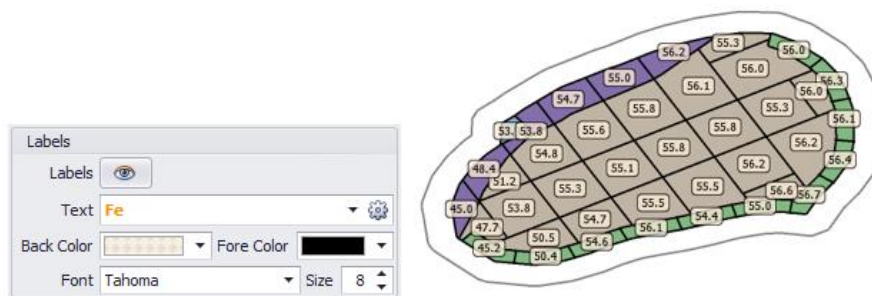 Labels
Labels
Text Fe
Back Color Fore Color
Font Tahoma Size 8
55.3
56.2 56.0
55.0 56.0 56.3
54.7 56.1 56.0
55.8 55.3 56.1
53. 53.8 55.6 55.8
54.8 55.8 56.2
48.4 55.1 56.2 56.4
51.2 55.3 55.5 56.6 56.7
45.0 53.8 55.5 55.0
47.7 54.7 56.1 54.4
45.2 50.5 54.6
50.4